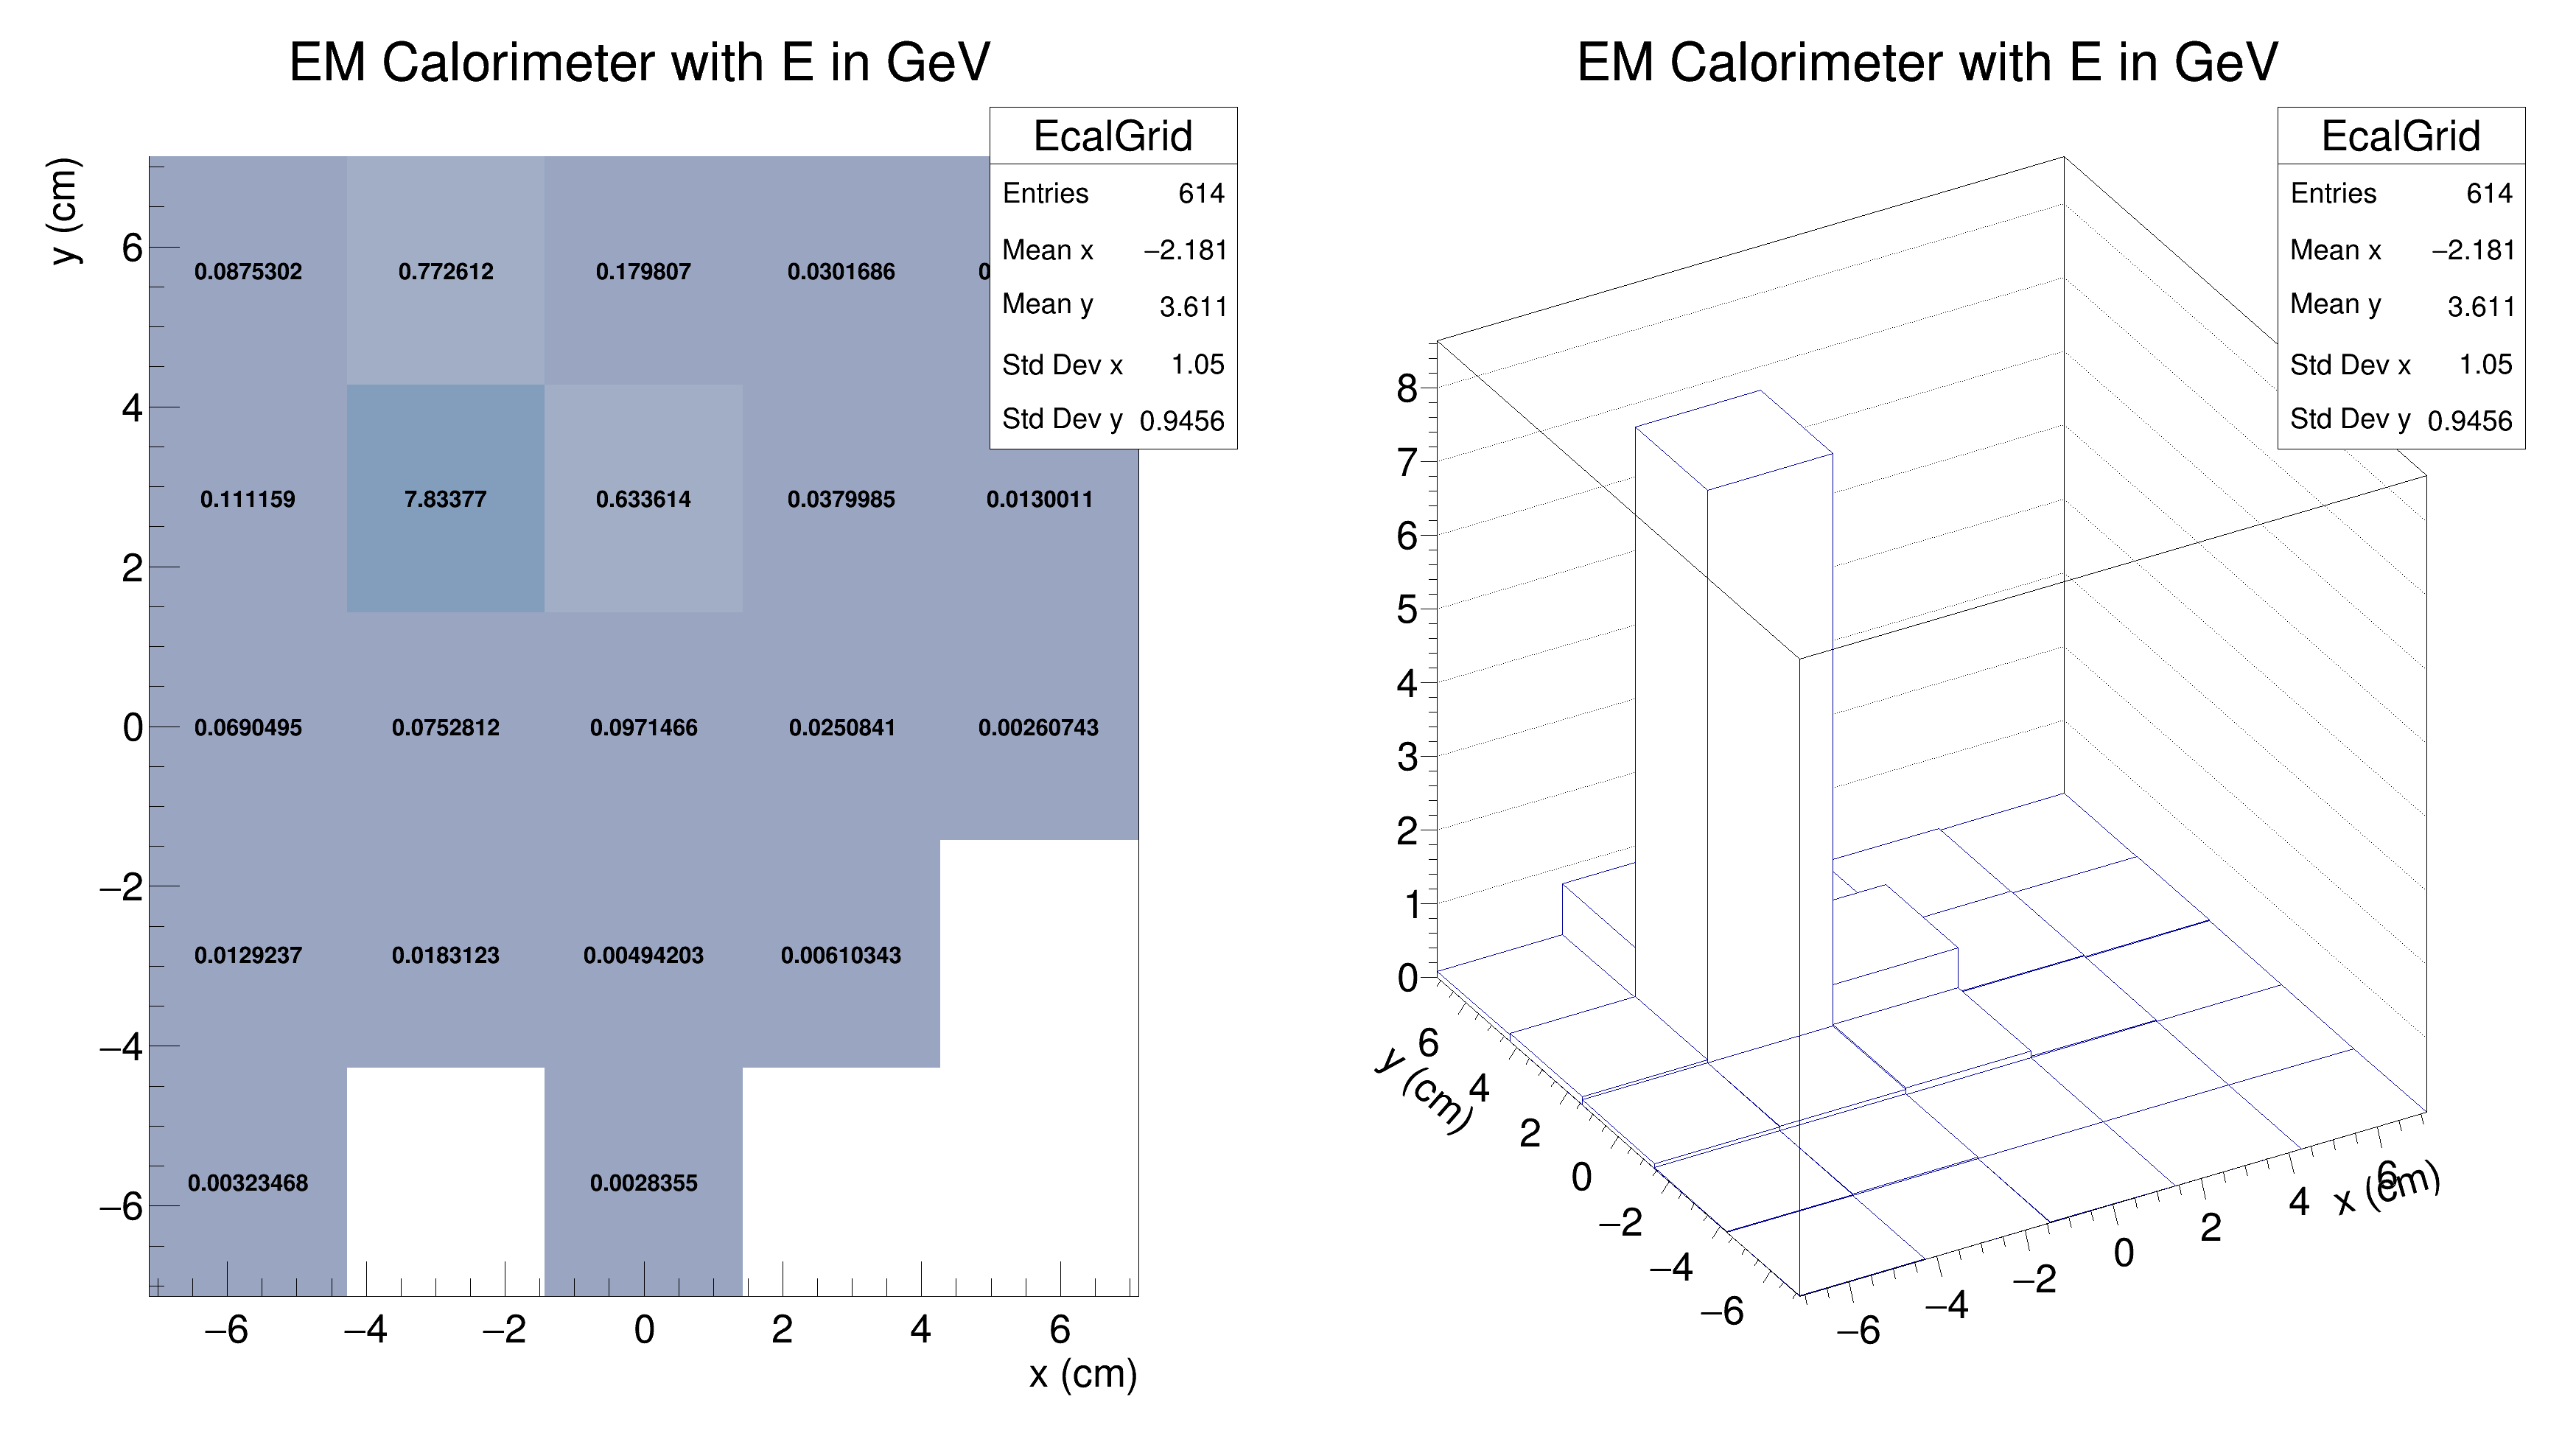 EM Calorimeter with E in GeV
EcalGrid
Entries 614
Mean x −2.181
Mean y 3.611
Std Dev x 1.05
Std Dev y 0.9456
y (cm)
6
4
2
0
−2
−4
−6
0.0875302 0.772612 0.179807 0.0301686
0.111159 7.83377 0.633614 0.0379985 0.0130011
0.0690495 0.0752812 0.0971466 0.0250841 0.00260743
0.0129237 0.0183123 0.00494203 0.00610343
0.00323468 0.0028355
−6 −4 −2 0 2 4 6
x (cm)
EM Calorimeter with E in GeV
EcalGrid
Entries 614
Mean x −2.181
Mean y 3.611
Std Dev x 1.05
Std Dev y 0.9456
8
7
6
5
4
3
2
1
0
y (cm)
6
4
2
0
−2
−4
−6
−6 −4 −2 0 2 4 6
x (cm)